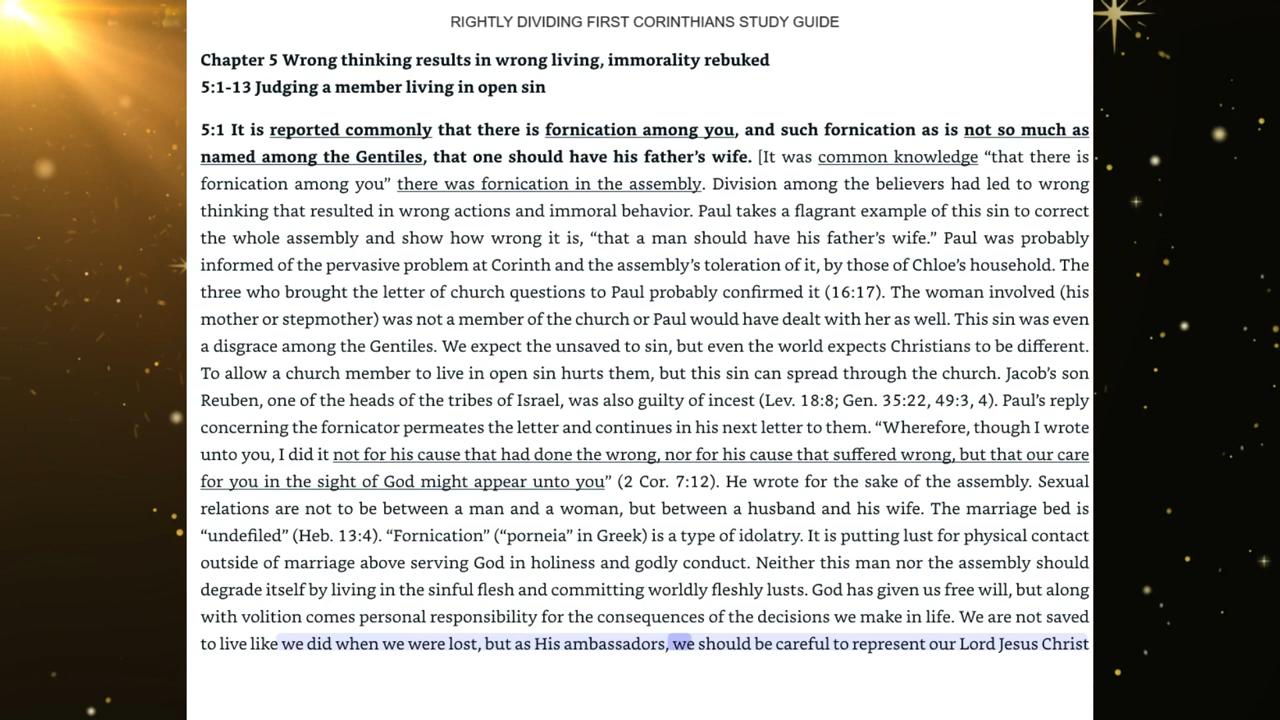 RIGHTLY DIVIDING FIRST CORINTHIANS STUDY GUIDE
Chapter 5 Wrong thinking results in wrong living, immorality rebuked
5:1-13 Judging a member living in open sin
5:1 It is reported commonly that there is fornication among you, and such fornication as is not so much as
named among the Gentiles, that one should have his father’s wife. [It was common knowledge “that there is
fornication among you” there was fornication in the assembly. Division among the believers had led to wrong
thinking that resulted in wrong actions and immoral behavior. Paul takes a flagrant example of this sin to correct
the whole assembly and show how wrong it is, “that a man should have his father’s wife.” Paul was probably
informed of the pervasive problem at Corinth and the assembly’s toleration of it, by those of Chloe’s household. The
three who brought the letter of church questions to Paul probably confirmed it (16:17). The woman involved (his
mother or stepmother) was not a member of the church or Paul would have dealt with her as well. This sin was even
a disgrace among the Gentiles. We expect the unsaved to sin, but even the world expects Christians to be different.
To allow a church member to live in open sin hurts them, but this sin can spread through the church. Jacob’s son
Reuben, one of the heads of the tribes of Israel, was also guilty of incest (Lev. 18:8; Gen. 35:22, 49:3, 4). Paul’s reply
concerning the fornicator permeates the letter and continues in his next letter to them. “Wherefore, though I wrote
unto you, I did it not for his cause that had done the wrong, nor for his cause that suffered wrong, but that our care
for you in the sight of God might appear unto you” (2 Cor. 7:12). He wrote for the sake of the assembly. Sexual
relations are not to be between a man and a woman, but between a husband and his wife. The marriage bed is
“undefiled” (Heb. 13:4). “Fornication” (“porneia” in Greek) is a type of idolatry. It is putting lust for physical contact
outside of marriage above serving God in holiness and godly conduct. Neither this man nor the assembly should
degrade itself by living in the sinful flesh and committing worldly fleshly lusts. God has given us free will, but along
with volition comes personal responsibility for the consequences of the decisions we make in life. We are not saved
to live like we did when we were lost, but as His ambassadors, we should be careful to represent our Lord Jesus Christ